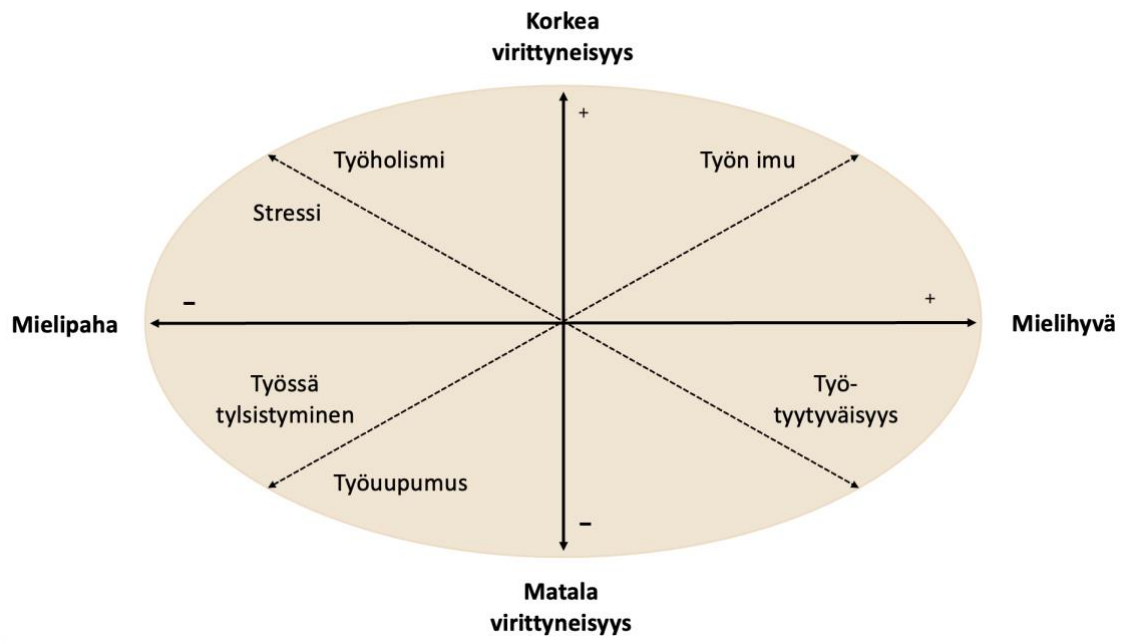 Korkea
virittyneisyys
+
Työholismi
Työn imu
Stressi
–
+
Mielipaha
Mielihyvä
Työssä
tylsistyminen
Työ-
tyytyväisyys
Työuupumus
–
Matala
virittyneisyys